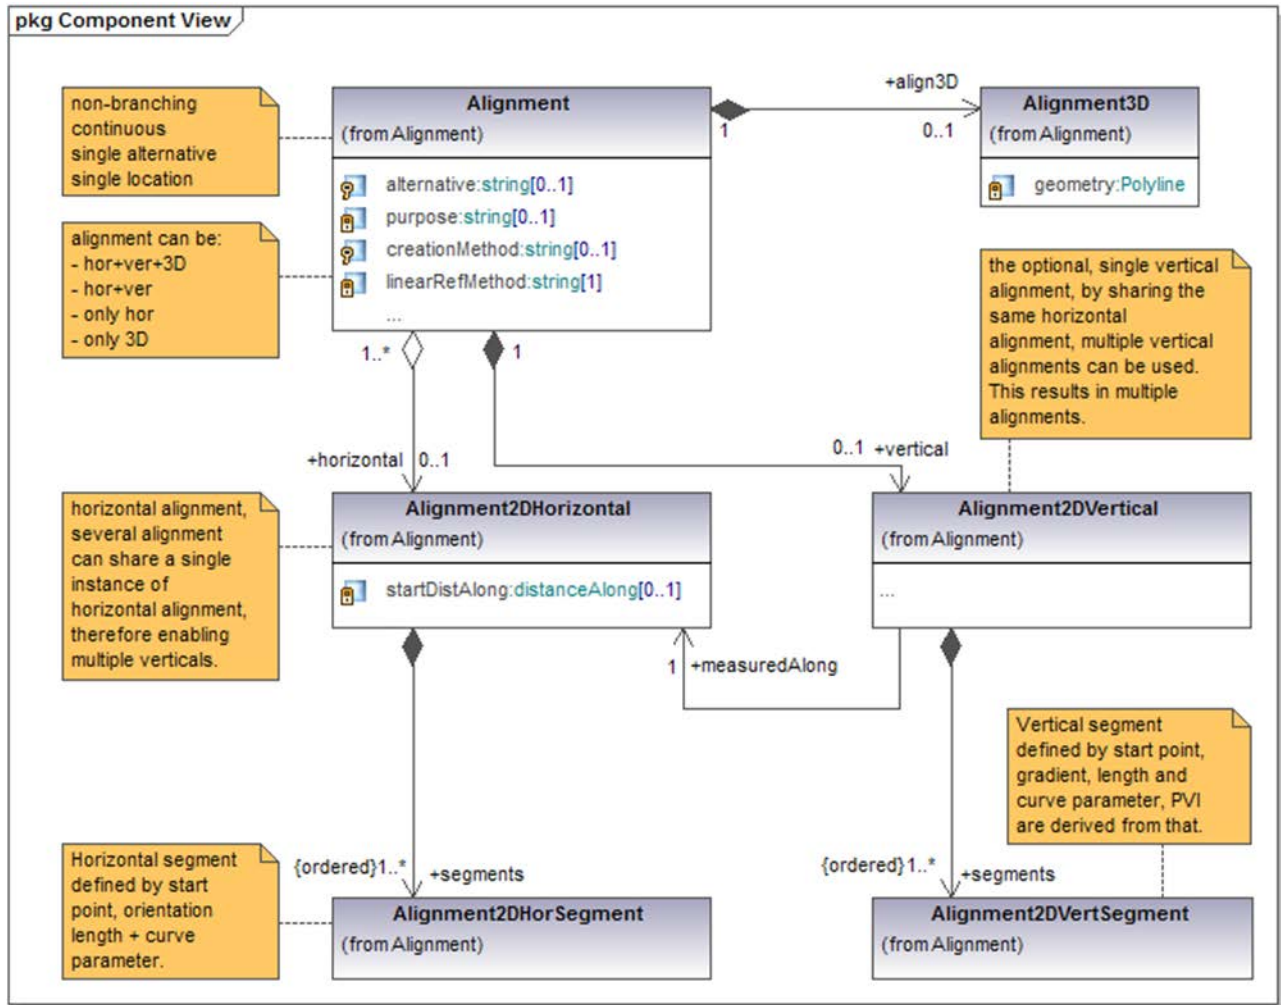 pkg Component View
non-branching
continuous
single alternative
single location
alignment can be:
- hor+ver+3D
- hor+ver
- only hor
- only 3D
Alignment
(from Alignment)
alternative:string[0..1]
purpose:string[0..1]
creationMethod:string[0..1]
linearRefMethod:string[1]
...
1
+align3D
0..1
Alignment3D
(from Alignment)
geometry:Polyline
the optional, single vertical
alignment, by sharing the
same horizontal
alignment, multiple vertical
alignments can be used.
This results in multiple
alignments.
1..*
1
+horizontal
0..1
0..1
+vertical
horizontal alignment,
several alignment
can share a single
instance of
horizontal alignment,
therefore enabling
multiple verticals.
Alignment2DHorizontal
(from Alignment)
startDistAlong:distanceAlong[0..1]
Alignment2DVertical
(from Alignment)
...
1
+measuredAlong
Vertical segment
defined by start point,
gradient, length and
curve parameter, PVI
are derived from that.
Horizontal segment
defined by start
point, orientation
length + curve
parameter.
{ordered}1..*
+segments
Alignment2DHorSegment
(from Alignment)
{ordered}1..*
+segments
Alignment2DVertSegment
(from Alignment)